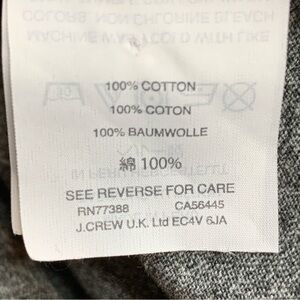 100% COTTON
100% COTON
100% BAUMWOLLE
綿 100%
SEE REVERSE FOR CARE
RN77388 CA56445
J.CREW U.K. Ltd EC4V 6JA